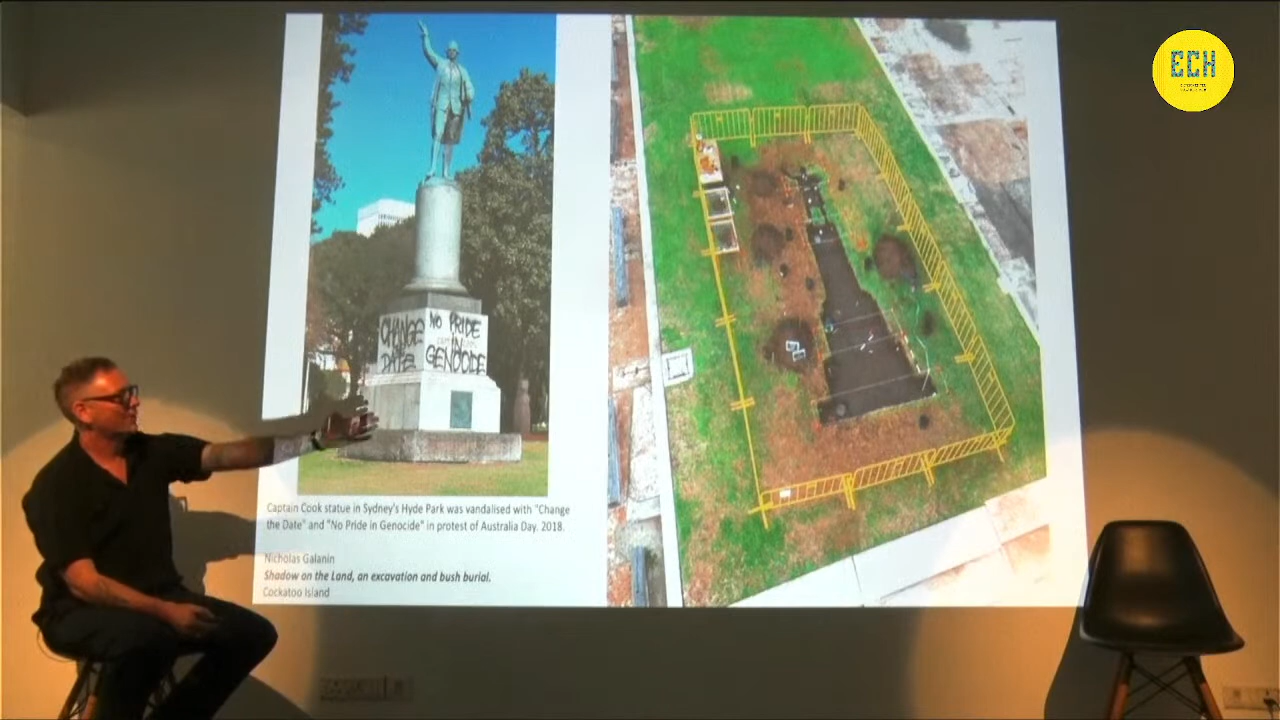 ECH
CHANGE
THE
DATE
NO PRIDE
IN
GENOCIDE
Captain Cook statue in Sydney's Hyde Park was vandalised with "Change
the Date" and "No Pride in Genocide" in protest of Australia Day. 2018.
Nicholas Galanin
Shadow on the Land, an excavation and bush burial.
Cockatoo Island